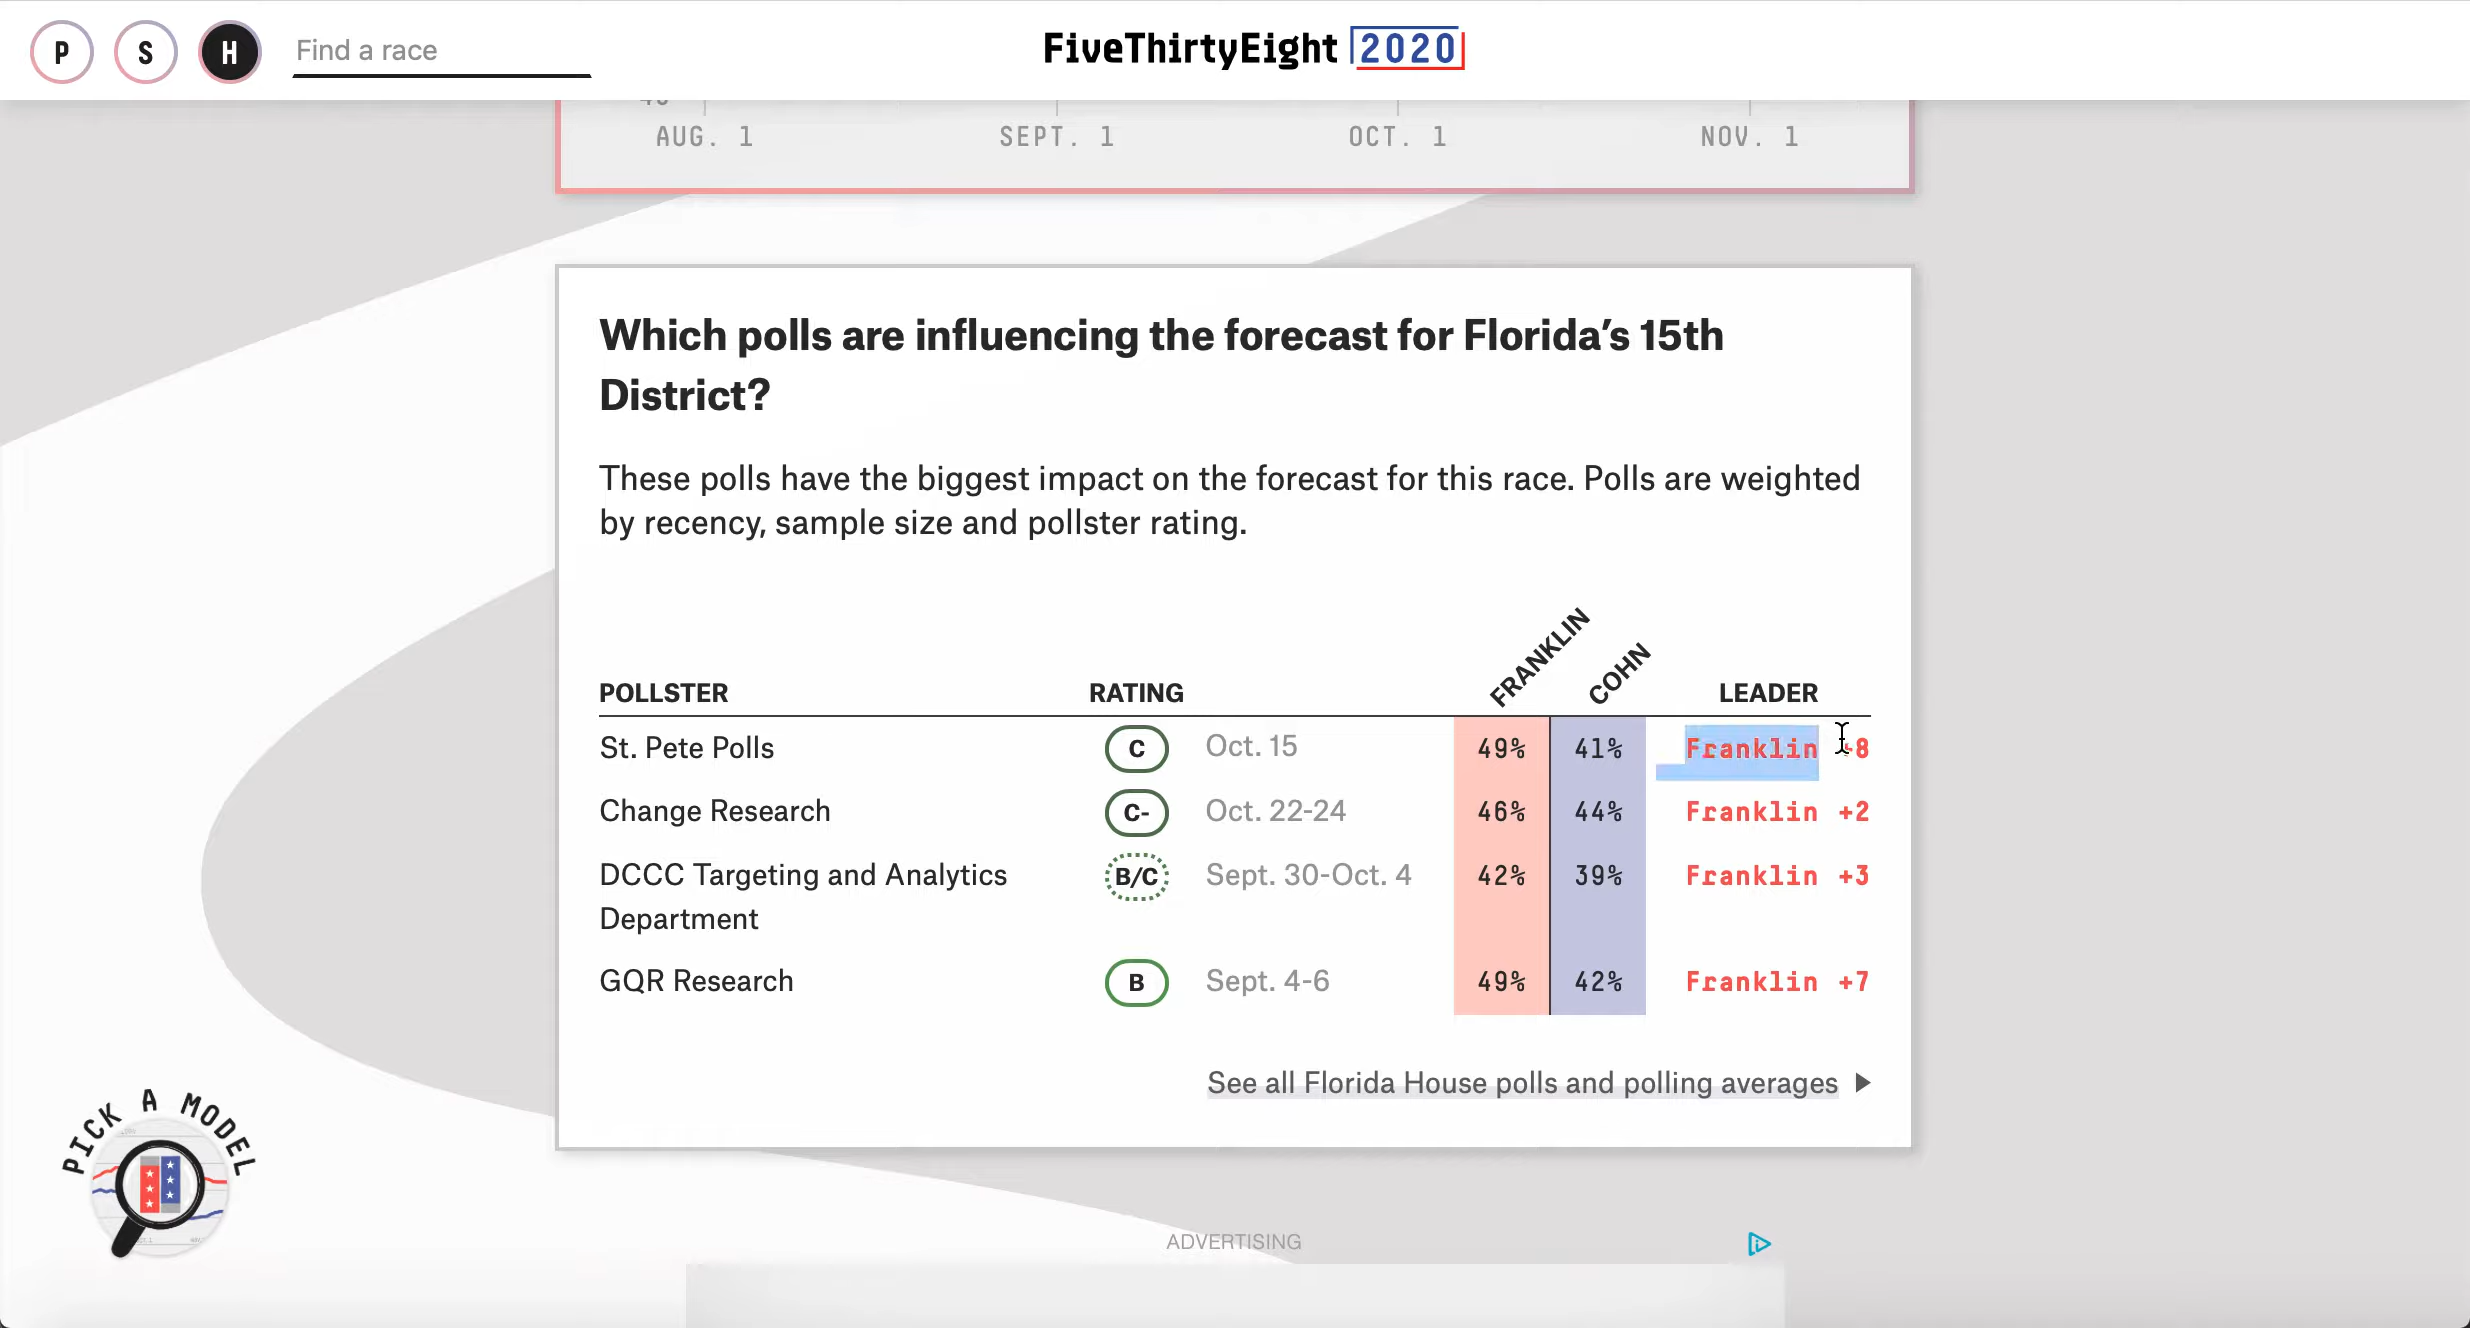 P S H Find a race
FiveThirtyEight 2020
AUG. 1 SEPT. 1 OCT. 1 NOV. 1
Which polls are influencing the forecast for Florida’s 15th
District?
These polls have the biggest impact on the forecast for this race. Polls are weighted
by recency, sample size and pollster rating.
FRANKLIN COHN
POLLSTER RATING LEADER
St. Pete Polls C Oct. 15 49% 41% Franklin +8
Change Research C- Oct. 22-24 46% 44% Franklin +2
DCCC Targeting and Analytics B/C Sept. 30-Oct. 4 42% 39% Franklin +3
Department
GQR Research B Sept. 4-6 49% 42% Franklin +7
See all Florida House polls and polling averages
PICK A MODEL
ADVERTISING